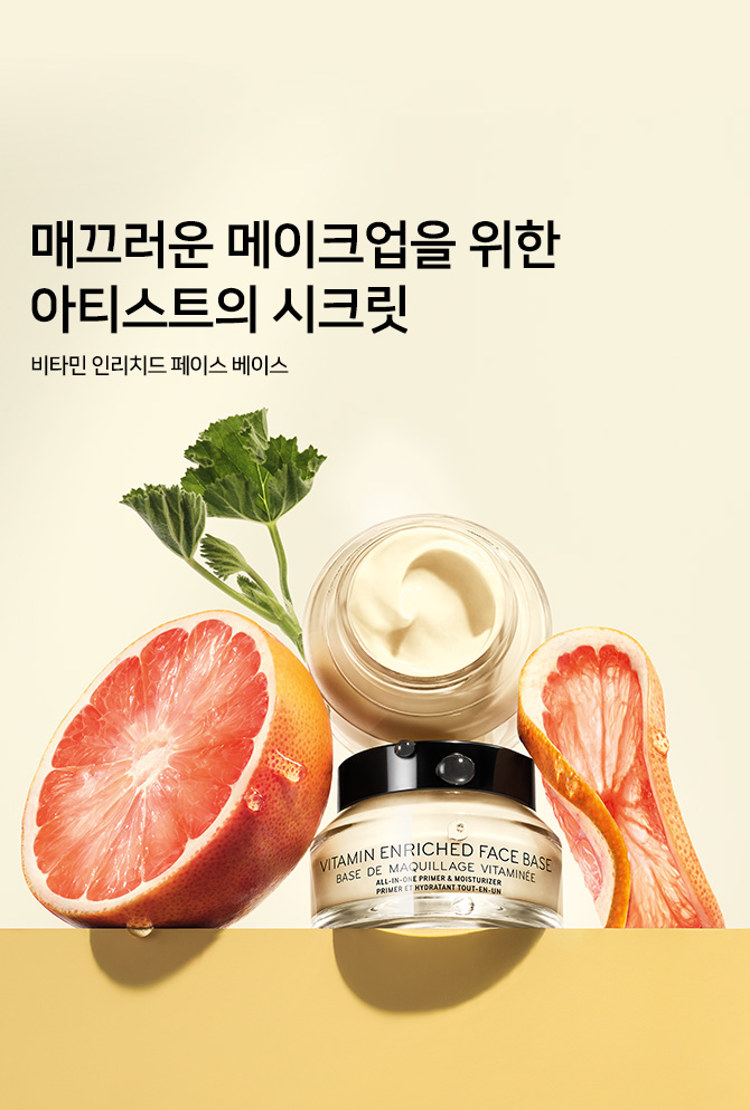 매끄러운 메이크업을 위한
아티스트의 시크릿
비타민 인리치드 페이스 베이스
VITAMIN ENRICHED FACE BASE
BASE DE MAQUILLAGE VITAMINÉE
ALL-IN-ONE PRIMER & MOISTURIZER
PRIMER ET HYDRATANT TOUT-EN-UN